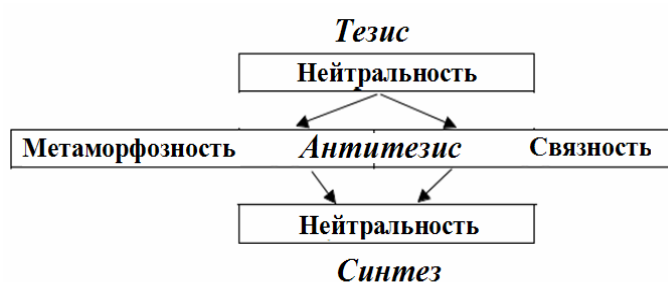 Тезис
Нейтральность
Метаморфозность Антитезис Связность
Нейтральность
Синтез